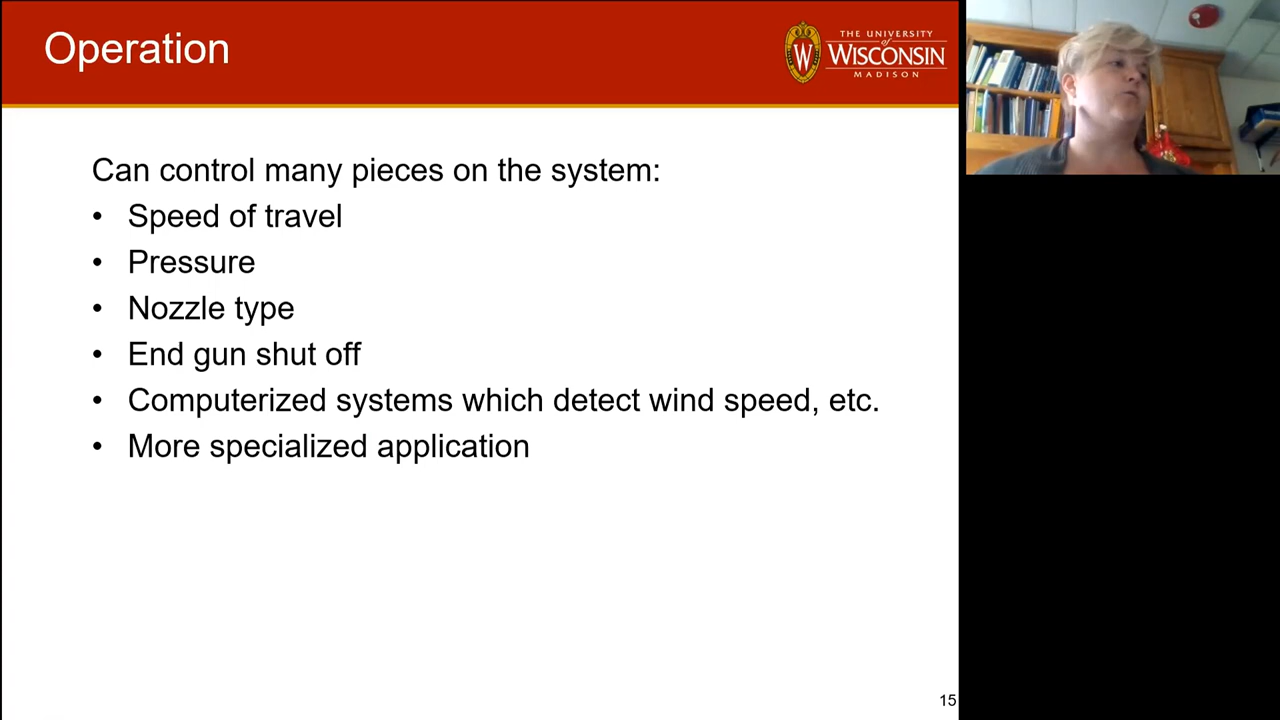 Operation
THE UNIVERSITY
of
WISCONSIN
MADISON
W
Can control many pieces on the system:
• Speed of travel
• Pressure
• Nozzle type
• End gun shut off
• Computerized systems which detect wind speed, etc.
• More specialized application
15